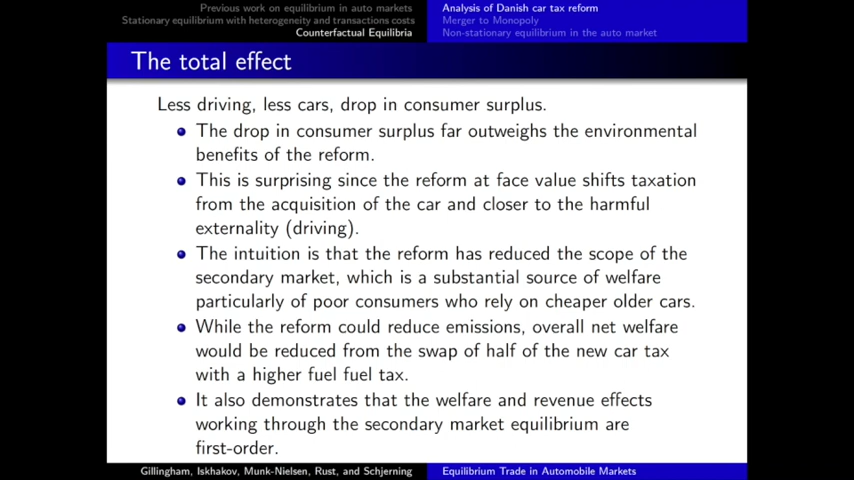 Previous work on equilibrium in auto markets
Stationary equilibrium with heterogeneity and transactions costs
Counterfactual Equilibria
Analysis of Danish car tax reform
Merger to Monopoly
Non-stationary equilibrium in the auto market
The total effect
Less driving, less cars, drop in consumer surplus.
The drop in consumer surplus far outweighs the environmental
benefits of the reform.
This is surprising since the reform at face value shifts taxation
from the acquisition of the car and closer to the harmful
externality (driving).
The intuition is that the reform has reduced the scope of the
secondary market, which is a substantial source of welfare
particularly of poor consumers who rely on cheaper older cars.
While the reform could reduce emissions, overall net welfare
would be reduced from the swap of half of the new car tax
with a higher fuel fuel tax.
It also demonstrates that the welfare and revenue effects
working through the secondary market equilibrium are
first-order.
Gillingham, Iskhakov, Munk-Nielsen, Rust, and Schjerning
Equilibrium Trade in Automobile Markets